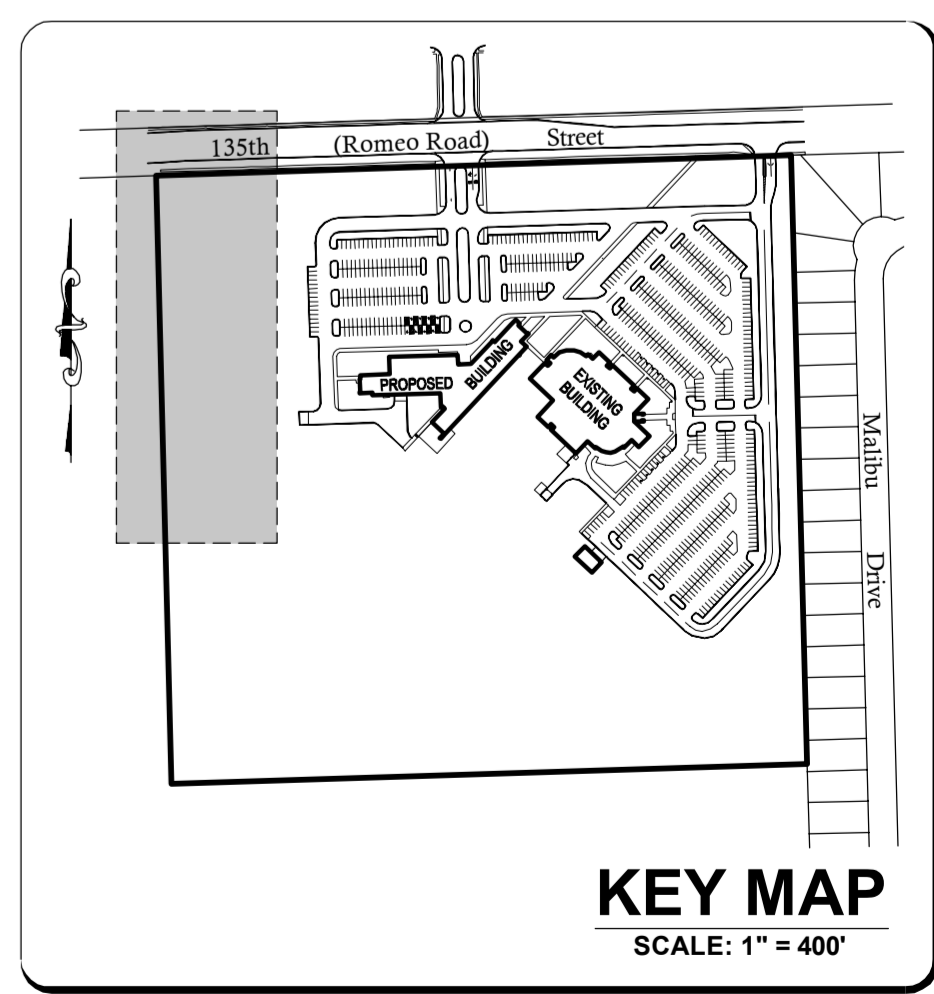 135th (Romeo Road) Street
PROPOSED BUILDING
EXISTING
BUILDING
Malibu Drive
KEY MAP
SCALE: 1" = 400'